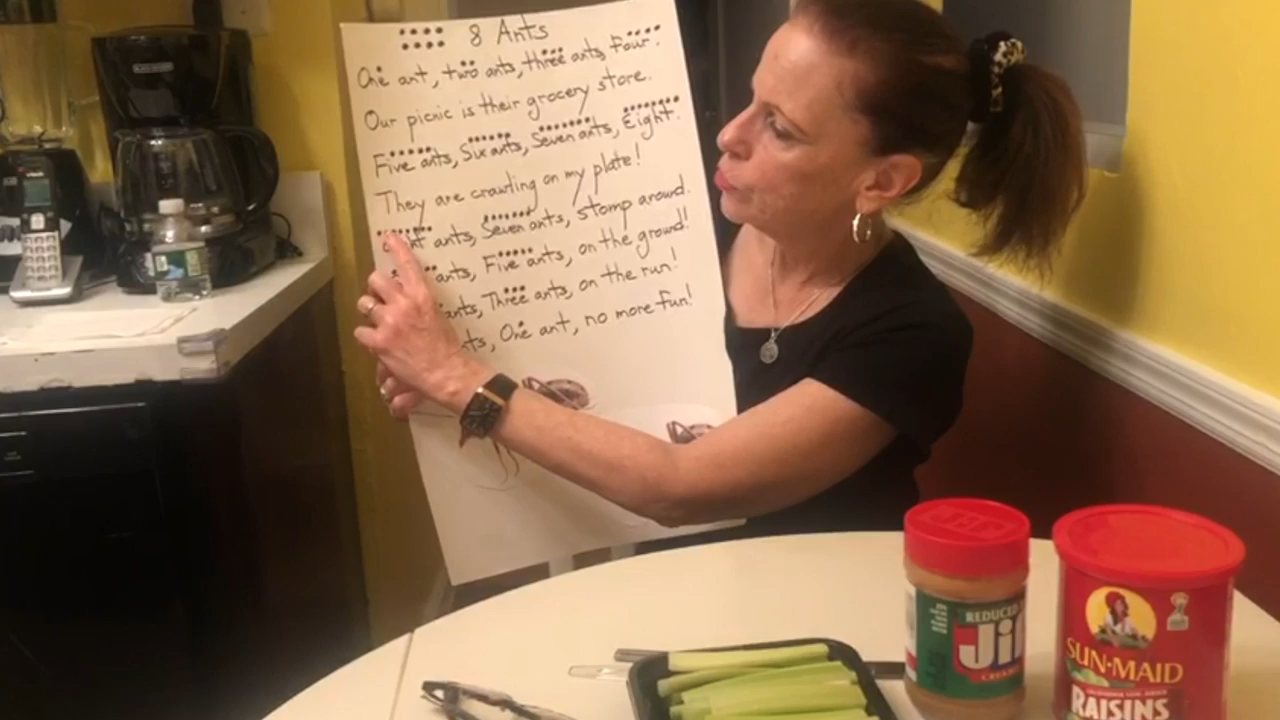 8 Ants
One ant, two ants, three ants, Four.
Our picnic is their grocery store.
Five ants, Six ants, Seven ants, Eight.
They are crawling on my plate!
ants, Seven ants, stomp around.
ants, Five ants, on the ground!
ants, Three ants, on the run!
One ant, no more fun!
REDUCED
Jif
SUN-MAID
RAISINS